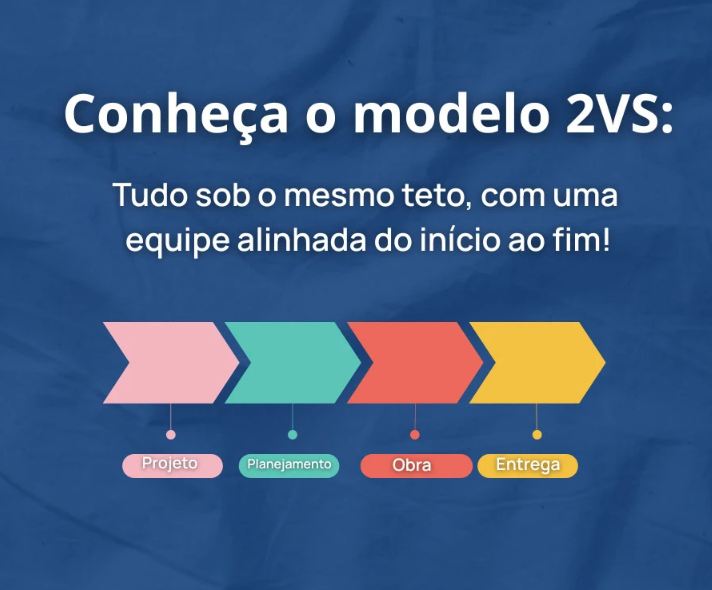 Conheça o modelo 2VS:
Tudo sob o mesmo teto, com uma
equipe alinhada do início ao fim!
Projeto
Planejamento
Obra
Entrega